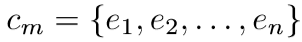 c_m = {e_1, e_2, . . . , e_n}